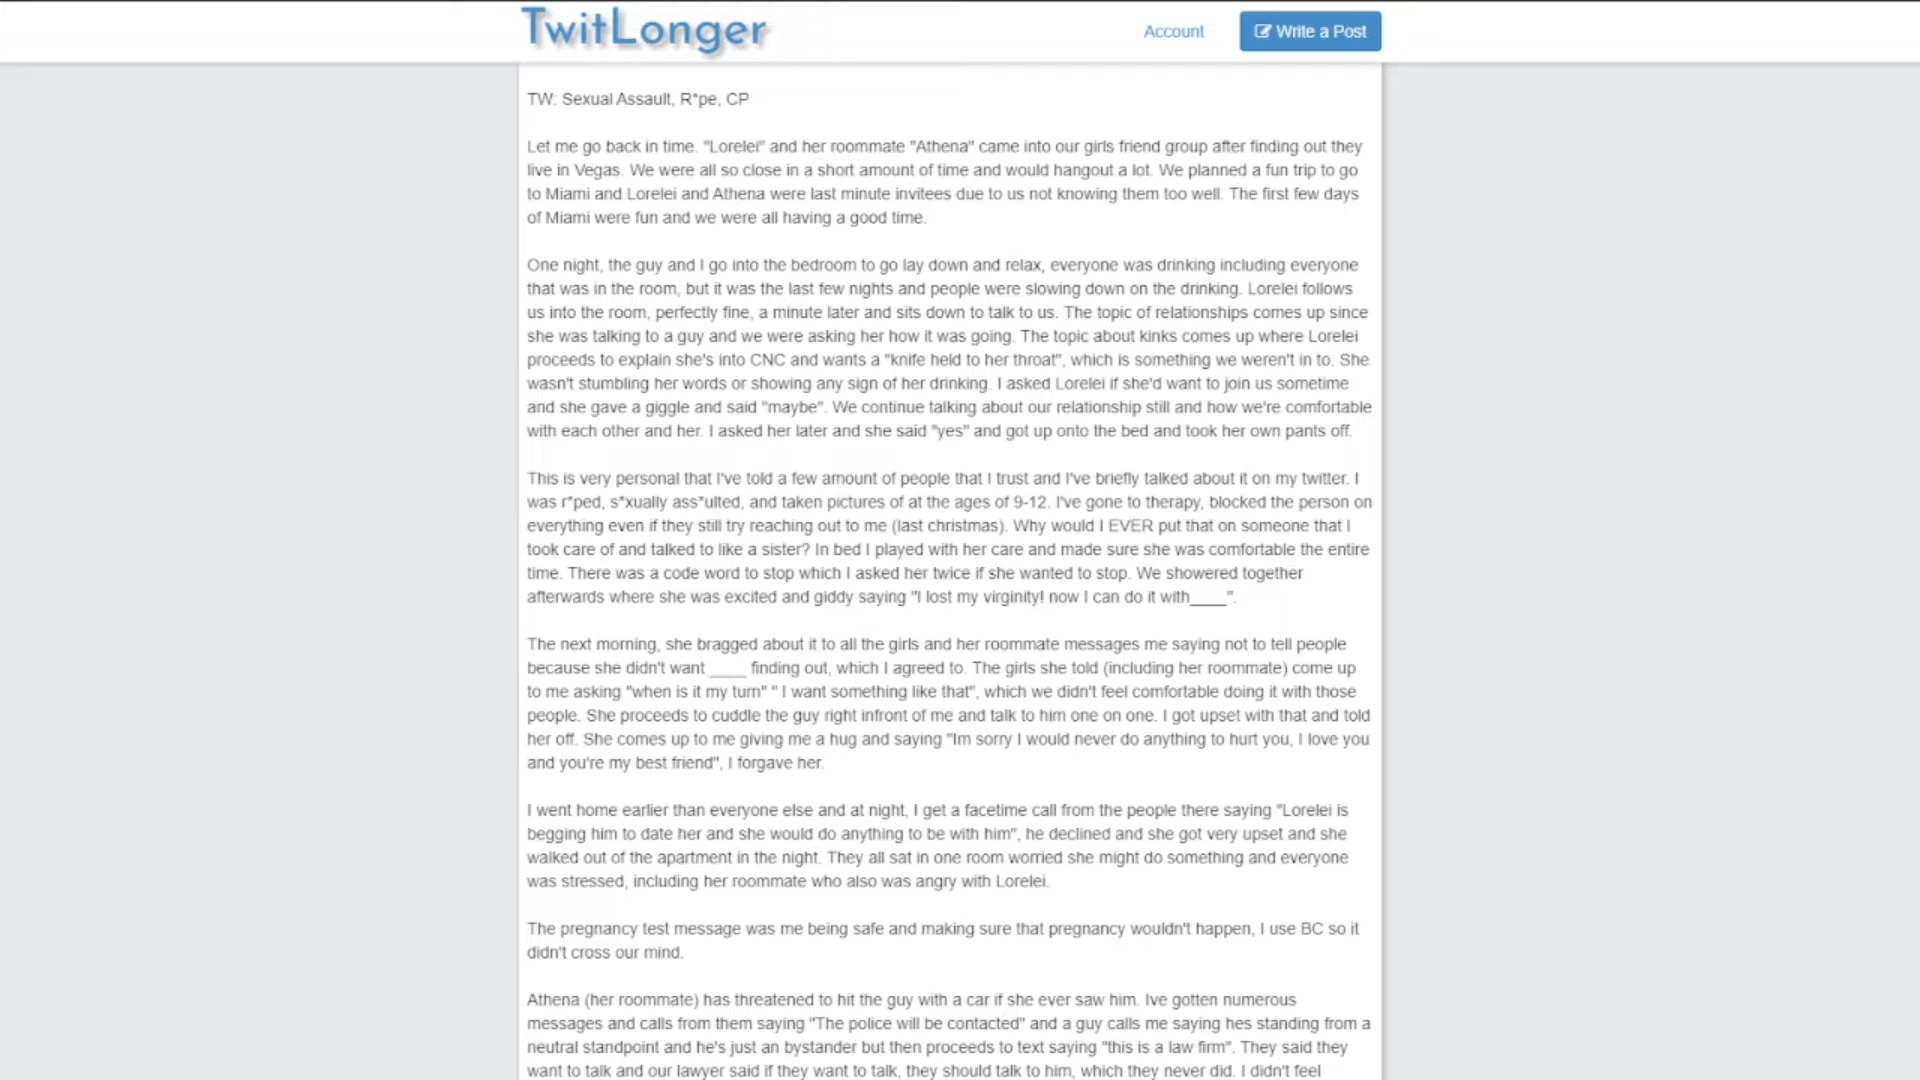 TwitLonger
Account
Write a Post
TW: Sexual Assault, R*pe, CP
Let me go back in time. "Lorelei" and her roommate "Athena" came into our girls friend group after finding out they
live in Vegas. We were all so close in a short amount of time and would hangout a lot. We planned a fun trip to go
to Miami and Lorelei and Athena were last minute invitees due to us not knowing them too well. The first few days
of Miami were fun and we were all having a good time.
One night, the guy and I go into the bedroom to go lay down and relax, everyone was drinking including everyone
that was in the room, but it was the last few nights and people were slowing down on the drinking. Lorelei follows
us into the room, perfectly fine, a minute later and sits down to talk to us. The topic of relationships comes up since
she was talking to a guy and we were asking her how it was going. The topic about kinks comes up where Lorelei
proceeds to explain she's into CNC and wants a "knife held to her throat", which is something we weren't in to. She
wasn't stumbling her words or showing any sign of her drinking. I asked Lorelei if she'd want to join us sometime
and she gave a giggle and said "maybe". We continue talking about our relationship still and how we're comfortable
with each other and her. I asked her later and she said "yes" and got up onto the bed and took her own pants off.
This is very personal that I've told a few amount of people that I trust and I've briefly talked about it on my twitter. I
was r*ped, s*xually ass*ulted, and taken pictures of at the ages of 9-12. I've gone to therapy, blocked the person on
everything even if they still try reaching out to me (last christmas). Why would I EVER put that on someone that I
took care of and talked to like a sister? In bed I played with her care and made sure she was comfortable the entire
time. There was a code word to stop which I asked her twice if she wanted to stop. We showered together
afterwards where she was excited and giddy saying "I lost my virginity! now I can do it with____".
The next morning, she bragged about it to all the girls and her roommate messages me saying not to tell people
because she didn't want ____ finding out, which I agreed to. The girls she told (including her roommate) come up
to me asking "when is it my turn" " I want something like that", which we didn't feel comfortable doing it with those
people. She proceeds to cuddle the guy right infront of me and talk to him one on one. I got upset with that and told
her off. She comes up to me giving me a hug and saying "Im sorry I would never do anything to hurt you, I love you
and you're my best friend", I forgave her.
I went home earlier than everyone else and at night, I get a facetime call from the people there saying "Lorelei is
begging him to date her and she would do anything to be with him", he declined and she got very upset and she
walked out of the apartment in the night. They all sat in one room worried she might do something and everyone
was stressed, including her roommate who also was angry with Lorelei.
The pregnancy test message was me being safe and making sure that pregnancy wouldn't happen, I use BC so it
didn't cross our mind.
Athena (her roommate) has threatened to hit the guy with a car if she ever saw him. Ive gotten numerous
messages and calls from them saying "The police will be contacted" and a guy calls me saying hes standing from a
neutral standpoint and he's just an bystander but then proceeds to text saying "this is a law firm". They said they
want to talk and our lawyer said if they want to talk, they should talk to him, which they never did. I didn't feel